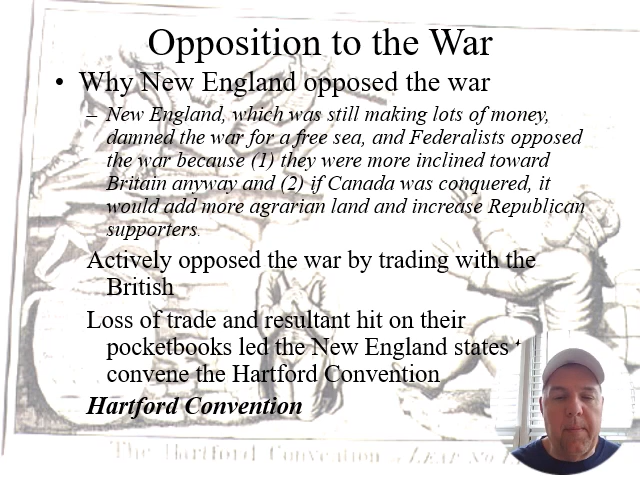 Opposition to the War
• Why New England opposed the war
– New England, which was still making lots of money,
damned the war for a free sea, and Federalists opposed
the war because (1) they were more inclined toward
Britain anyway and (2) if Canada was conquered, it
would add more agrarian land and increase Republican
supporters.
Actively opposed the war by trading with the
British
Loss of trade and resultant hit on their
pocketbooks led the New England states
convene the Hartford Convention
Hartford Convention
The Hartford Convention